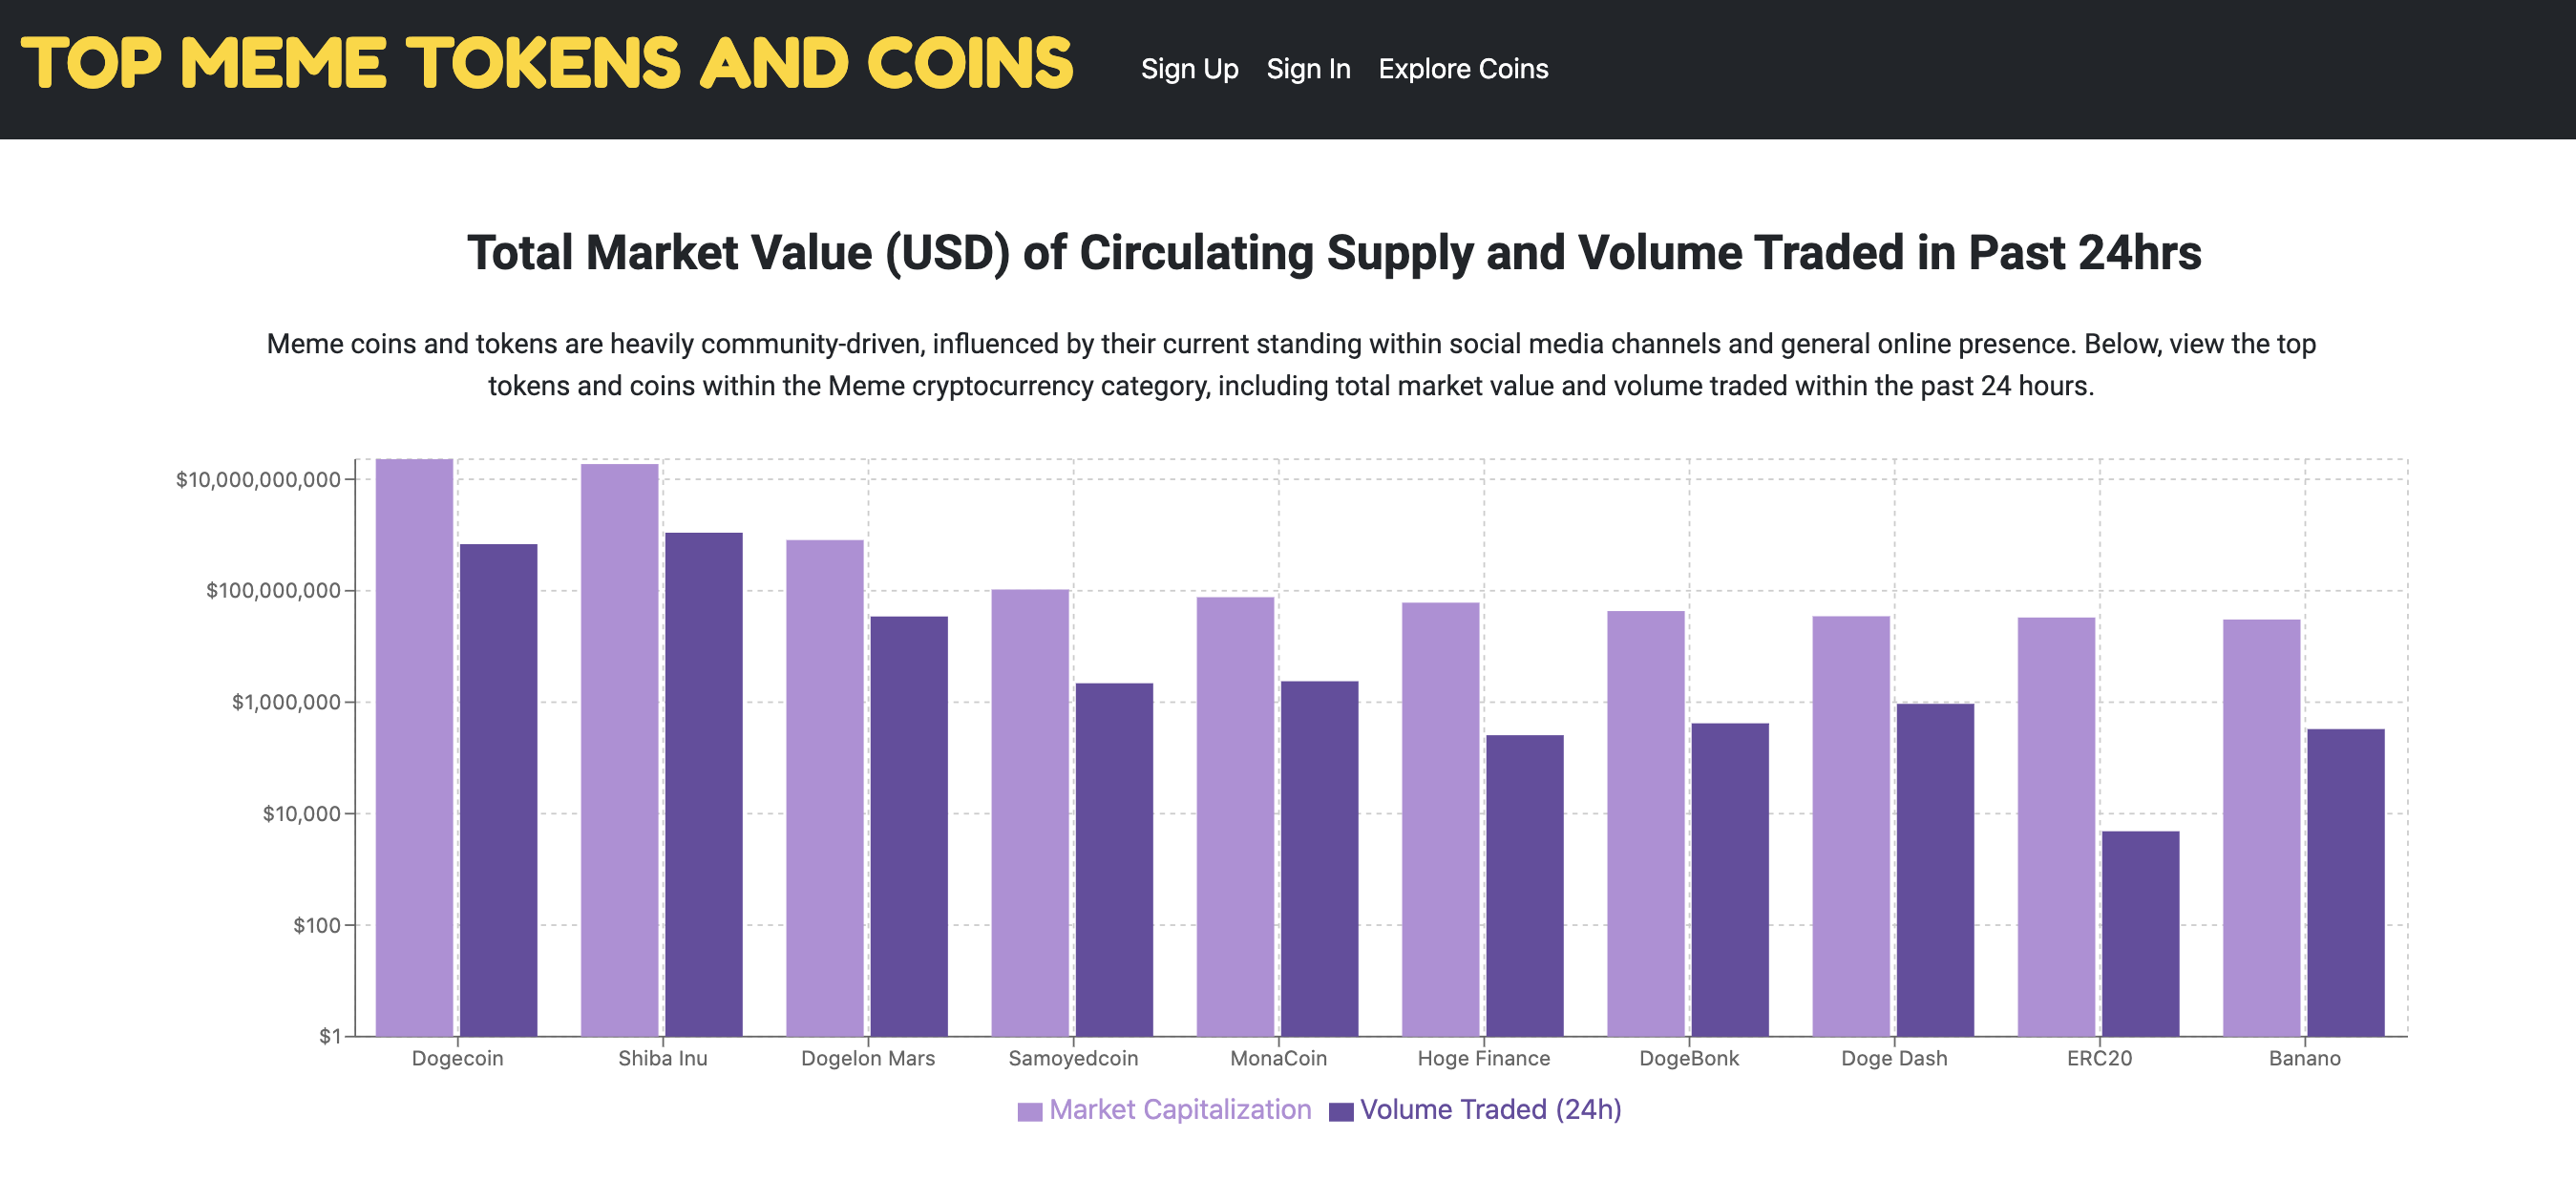 TOP MEME TOKENS AND COINS
Sign Up Sign In Explore Coins
Total Market Value (USD) of Circulating Supply and Volume Traded in Past 24hrs
Meme coins and tokens are heavily community-driven, influenced by their current standing within social media channels and general online presence. Below, view the top
tokens and coins within the Meme cryptocurrency category, including total market value and volume traded within the past 24 hours.
$10,000,000,000
$100,000,000
$1,000,000
$10,000
$100
$1
Dogecoin Shiba Inu Dogelon Mars Samoyedcoin MonaCoin Hoge Finance DogeBonk Doge Dash ERC20 Banano
Market Capitalization Volume Traded (24h)